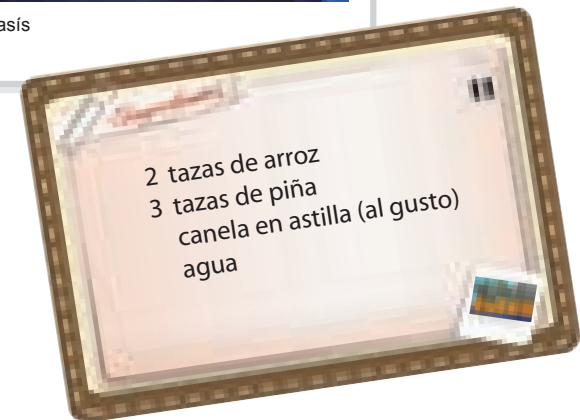 asís
2 tazas de arroz
3 tazas de piña
canela en astilla (al gusto)
agua